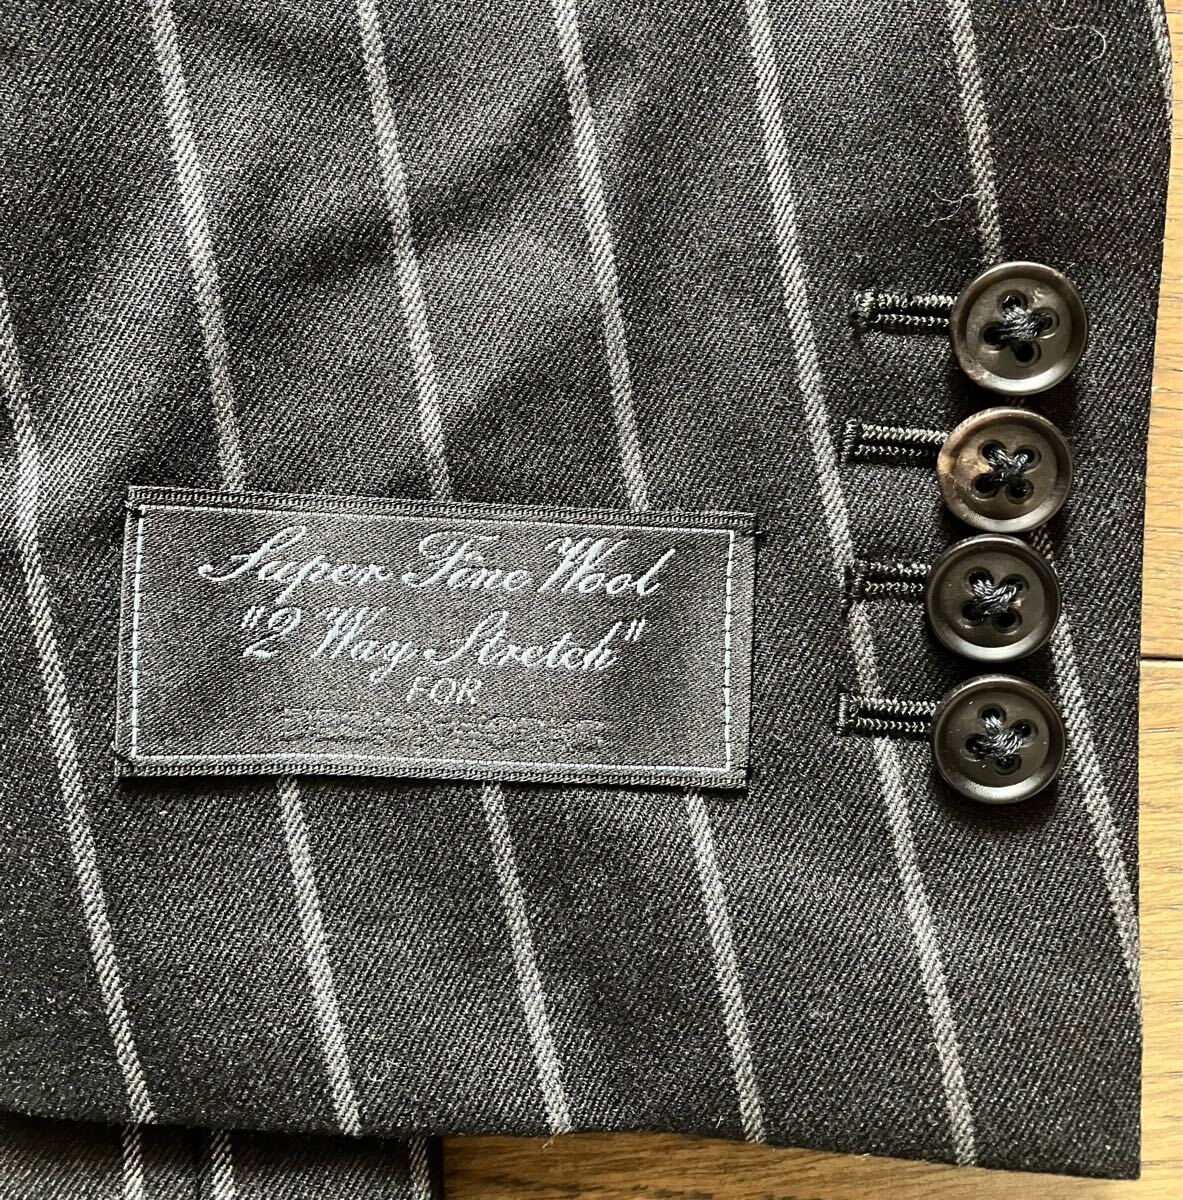 Super Fine Wool
"2 Way Stretch"
FOR